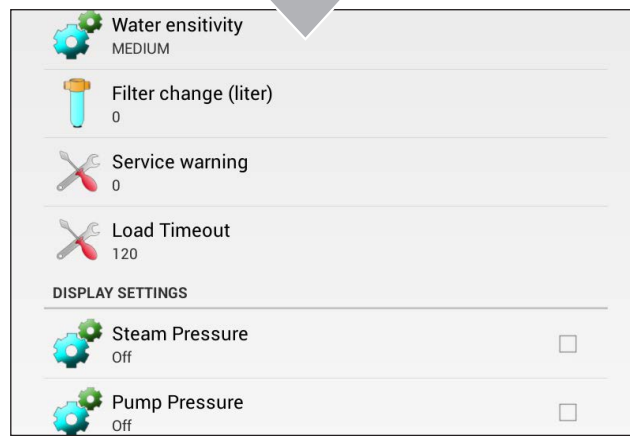 Water ensitivity
MEDIUM
Filter change (liter)
0
Service warning
0
Load Timeout
120
DISPLAY SETTINGS
Steam Pressure
Off
Pump Pressure
Off